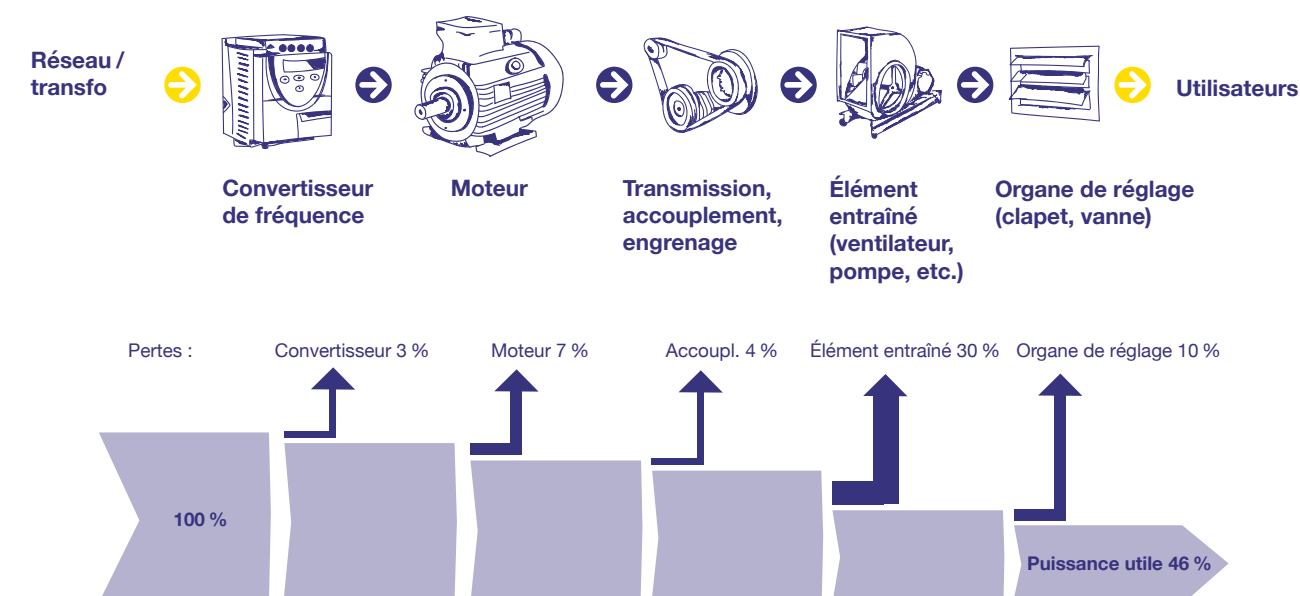 Réseau /
transfo
Utilisateurs
Convertisseur
de fréquence
Moteur
Transmission,
accouplement,
engrenage
Élément
entraîné
(ventilateur,
pompe, etc.)
Organe de réglage
(clapet, vanne)
Pertes :
Convertisseur 3 %
Moteur 7 %
Accoupl. 4 %
Élément entraîné 30 %
Organe de réglage 10 %
100 %
Puissance utile 46 %